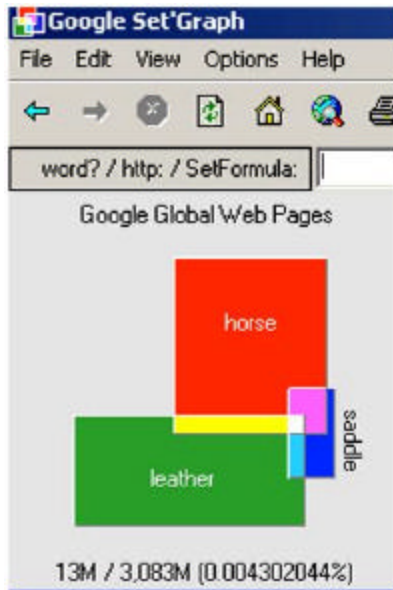 Google Set'Graph
File Edit View Options Help
word? / http: / SetFormula:
Google Global Web Pages
horse
saddle
leather
13M / 3,083M (0.004302044%)